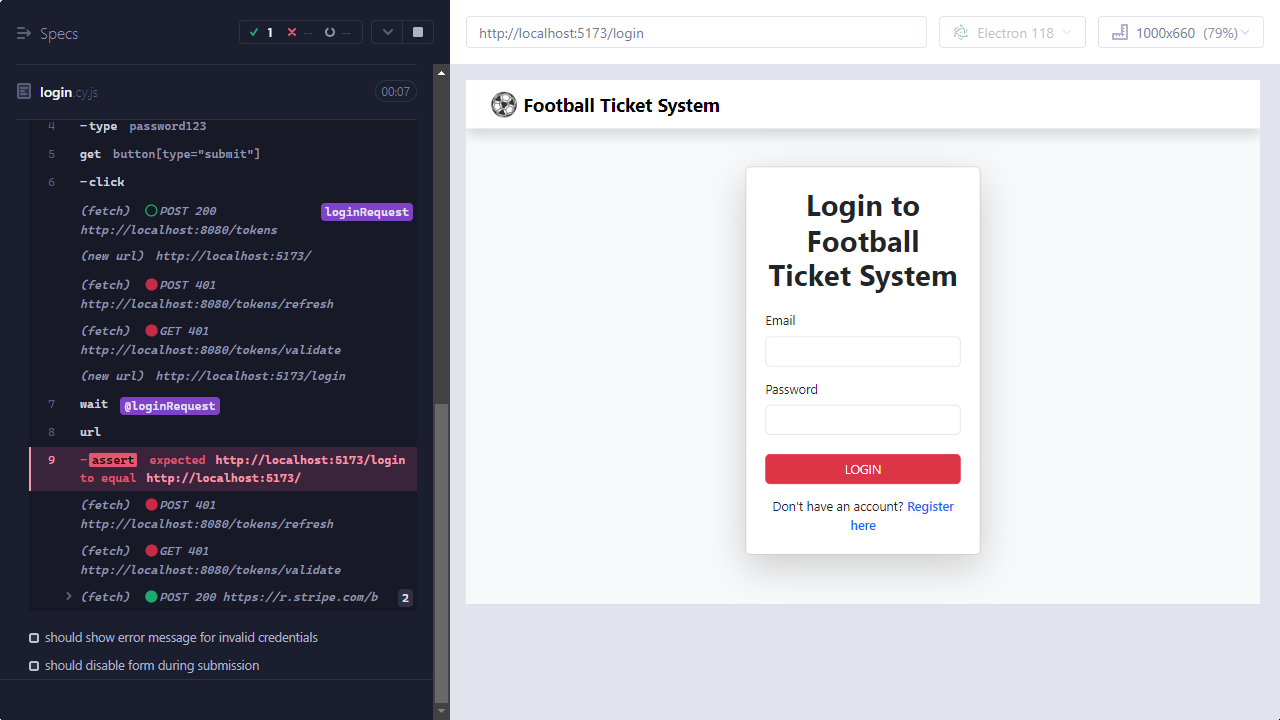 Specs
1 -- --
http://localhost:5173/login
Electron 118
1000x660 (79%)
login.cy.js
00:07
4 -type password123
5 get button[type="submit"]
6 -click
(fetch) POST 200 loginRequest
http://localhost:8080/tokens
(new url) http://localhost:5173/
(fetch) POST 401
http://localhost:8080/tokens/refresh
(fetch) GET 401
http://localhost:8080/tokens/validate
(new url) http://localhost:5173/login
7 wait @loginRequest
8 url
9 -assert expected http://localhost:5173/login
to equal http://localhost:5173/
(fetch) POST 401
http://localhost:8080/tokens/refresh
(fetch) GET 401
http://localhost:8080/tokens/validate
(fetch) POST 200 https://r.stripe.com/b 2
should show error message for invalid credentials
should disable form during submission
Football Ticket System
Login to
Football
Ticket System
Email
Password
LOGIN
Don't have an account? Register
here